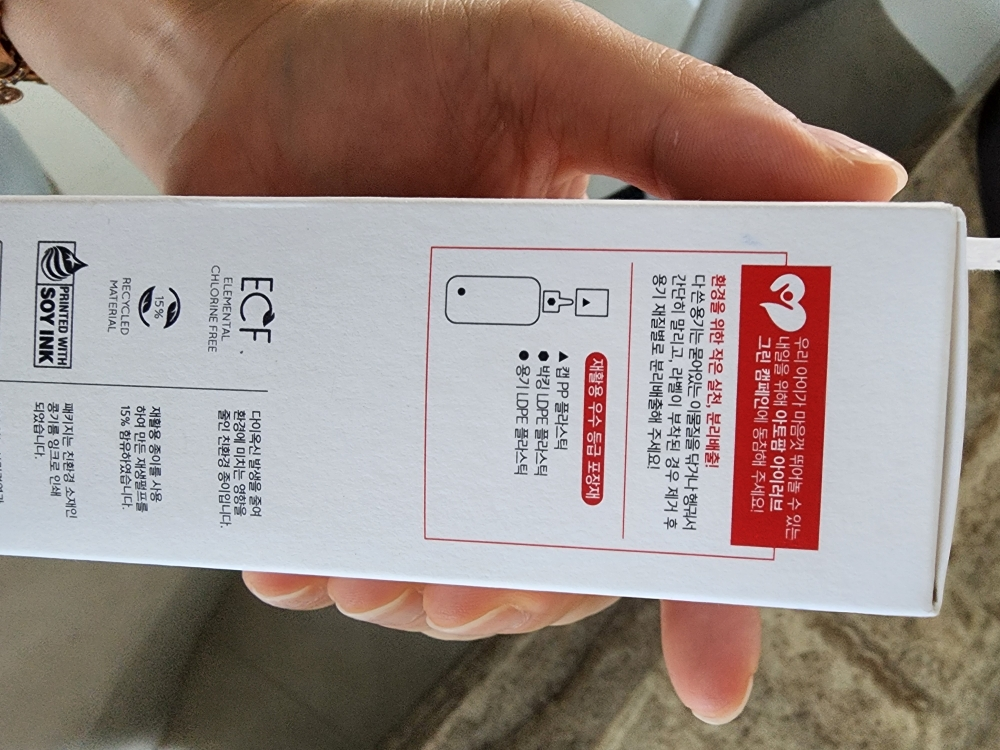 우리 아이가 마음껏 뛰어놀 수 있는
내일을 위해 아토팜 아이러브
그린 캠페인에 동참해 주세요!
환경을 위한 작은 실천, 분리배출!
다 쓴 용기는 묻어있는 이물질을 닦거나 헹궈서
간단히 말리고, 라벨이 부착된 경우 제거 후
용기 재질별로 분리배출해 주세요!
재활용 우수 등급 포장재
▲ 캡 PP 플라스틱
⬢ 박킹 LDPE 플라스틱
● 용기 LDPE 플라스틱
ECF
ELEMENTAL
CHLORINE FREE
다이옥신 발생을 줄여
환경에 미치는 영향을
줄인 친환경 종이입니다.
15%
RECYCLED
MATERIAL
재활용 종이를 사용
하여 만든 재생펄프를
15% 함유하였습니다.
PRINTED WITH
SOY INK
패키지는 친환경 소재인
콩기름 잉크로 인쇄
되었습니다.